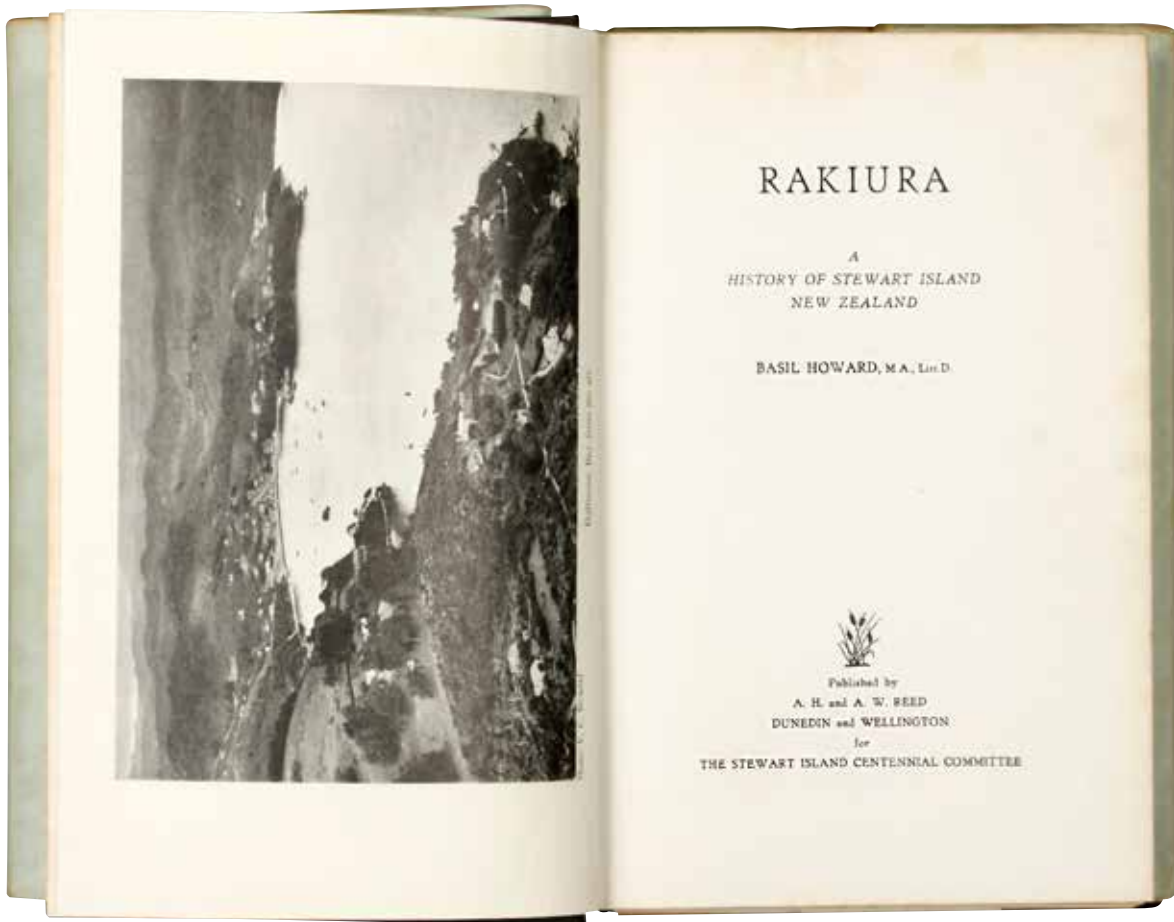 RAKIURA
A
HISTORY OF STEWART ISLAND
NEW ZEALAND
BASIL HOWARD, M.A., Litt.D.
Published by
A. H. and A. W. REED
DUNEDIN and WELLINGTON
for
THE STEWART ISLAND CENTENNIAL COMMITTEE